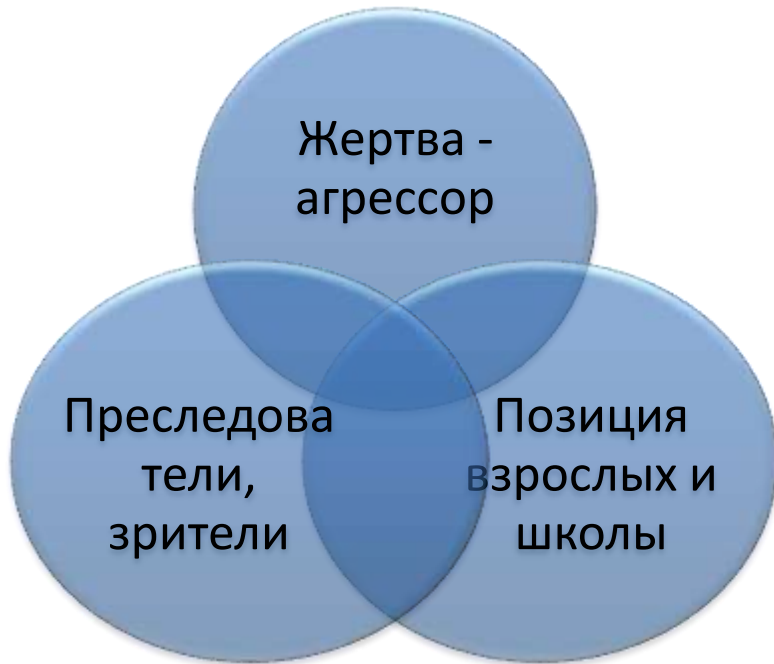 Жертва -
агрессор
Преследова
тели,
зрители
Позиция
взрослых и
школы